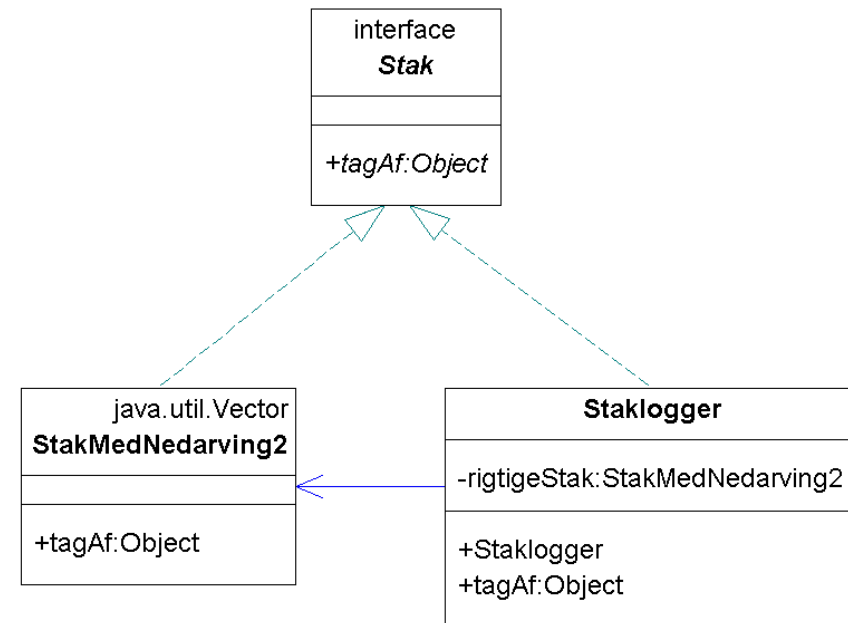 interface
Stak
+tagAf:Object
java.util.Vector
StakMedNedarving2
+tagAf:Object
Staklogger
-rigtigeStak:StakMedNedarving2
+Staklogger
+tagAf:Object